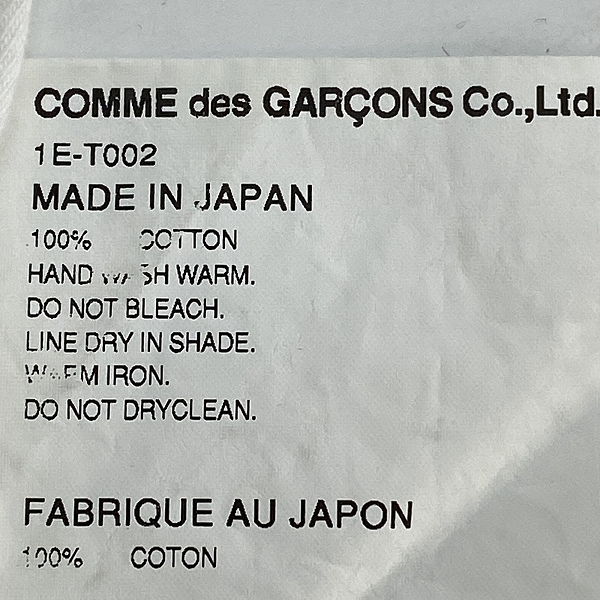 COMME des GARÇONS Co.,Ltd.
1E-T002
MADE IN JAPAN
100% COTTON
HAND WASH WARM.
DO NOT BLEACH.
LINE DRY IN SHADE.
WARM IRON.
DO NOT DRYCLEAN.
FABRIQUE AU JAPON
100% COTON